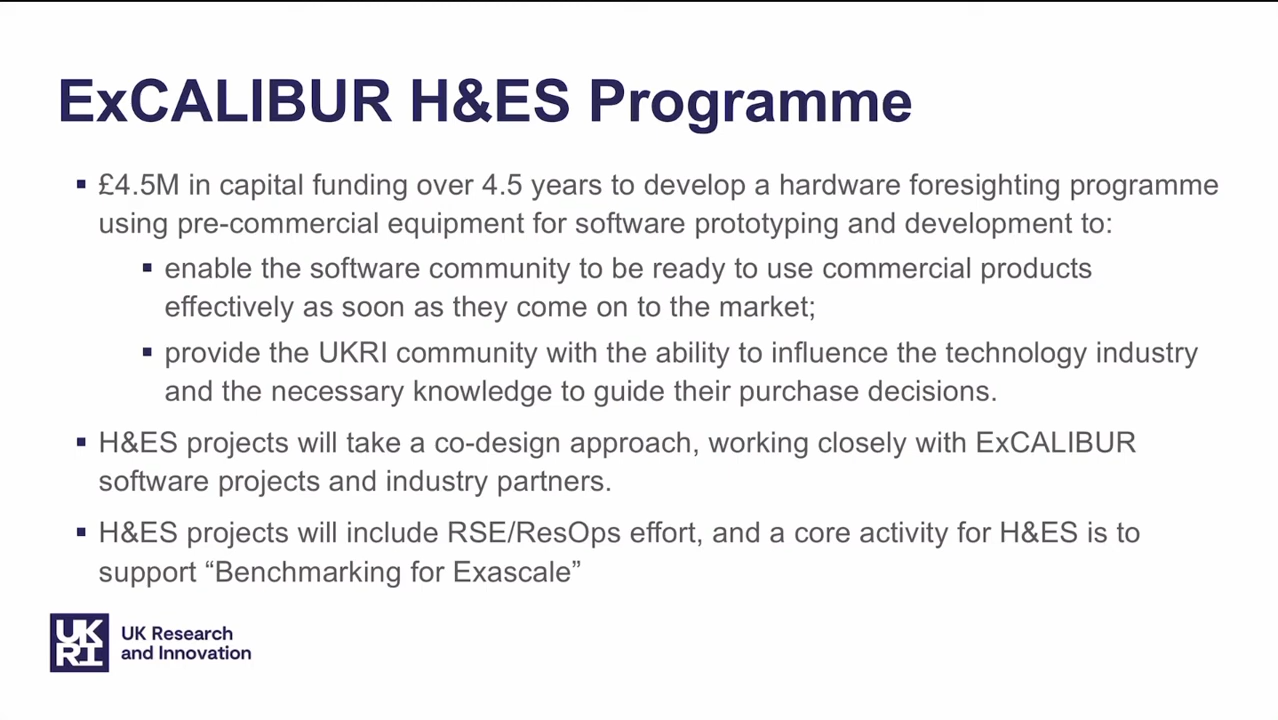 ExCALIBUR H&ES Programme
▪ £4.5M in capital funding over 4.5 years to develop a hardware foresighting programme
using pre-commercial equipment for software prototyping and development to:
▪ enable the software community to be ready to use commercial products
effectively as soon as they come on to the market;
▪ provide the UKRI community with the ability to influence the technology industry
and the necessary knowledge to guide their purchase decisions.
▪ H&ES projects will take a co-design approach, working closely with ExCALIBUR
software projects and industry partners.
▪ H&ES projects will include RSE/ResOps effort, and a core activity for H&ES is to
support “Benchmarking for Exascale”
UK
RI
UK Research
and Innovation